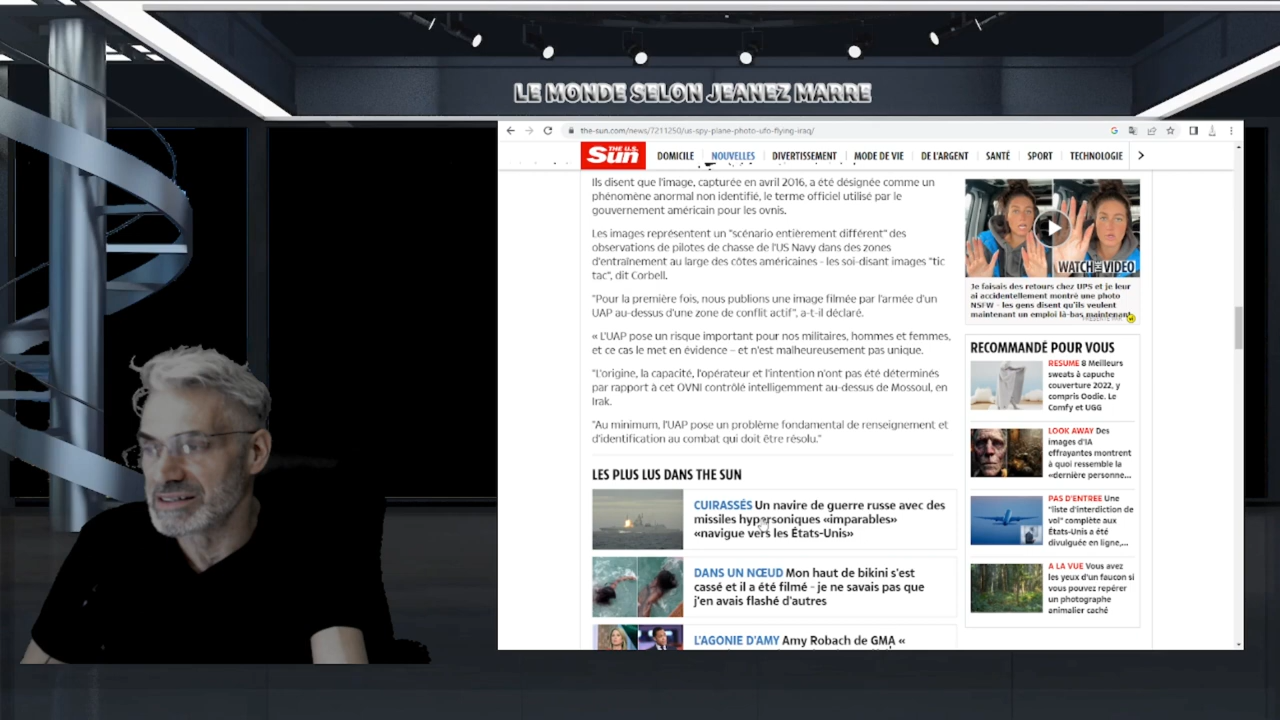 LE MONDE SELON JEANEZ MARRE
the-sun.com/news/7211250/us-spy-plane-photo-ufo-flying-iraq/
THE U.S.
Sun
DOMICILE NOUVELLES DIVERTISSEMENT MODE DE VIE DE L'ARGENT SANTÉ SPORT TECHNOLOGIE
Ils disent que l'image, capturée en avril 2016, a été désignée comme un
phénomène anormal non identifié, le terme officiel utilisé par le
gouvernement américain pour les ovnis.
Les images représentent un "scénario entièrement différent" des
observations de pilotes de chasse de l'US Navy dans des zones
d'entraînement au large des côtes américaines - les soi-disant images "tic
tac", dit Corbell.
"Pour la première fois, nous publions une image filmée par l'armée d'un
UAP au-dessus d'une zone de conflit actif", a-t-il déclaré.
« L'UAP pose un risque important pour nos militaires, hommes et femmes,
et ce cas le met en évidence – et n'est malheureusement pas unique.
"L'origine, la capacité, l'opérateur et l'intention n'ont pas été déterminés
par rapport à cet OVNI contrôlé intelligemment au-dessus de Mossoul, en
Irak.
"Au minimum, l'UAP pose un problème fondamental de renseignement et
d'identification au combat qui doit être résolu."
LES PLUS LUS DANS THE SUN
CUIRASSÉS Un navire de guerre russe avec des
missiles hypersoniques «imparables»
«navigue vers les États-Unis»
DANS UN NŒUD Mon haut de bikini s'est
cassé et il a été filmé - je ne savais pas que
j'en avais flashé d'autres
L'AGONIE D'AMY Amy Robach de GMA «
WATCH THE VIDEO
Je faisais des retours chez UPS et je leur
ai accidentellement montré une photo
NSFW - les gens disent qu'ils veulent
maintenant un emploi là-bas maintenant
RECOMMANDÉ POUR VOUS
RESUME 8 Meilleurs
sweats à capuche
couverture 2022, y
compris Oodie. Le
Comfy et UGG
LOOK AWAY Des
images d'IA
effrayantes montrent
à quoi ressemble la
«dernière personne...
PAS D'ENTREE Une
"liste d'interdiction de
vol" complète aux
États-Unis a été
divulguée en ligne,...
A LA VUE Vous avez
les yeux d'un faucon si
vous pouvez repérer
un photographe
animalier caché